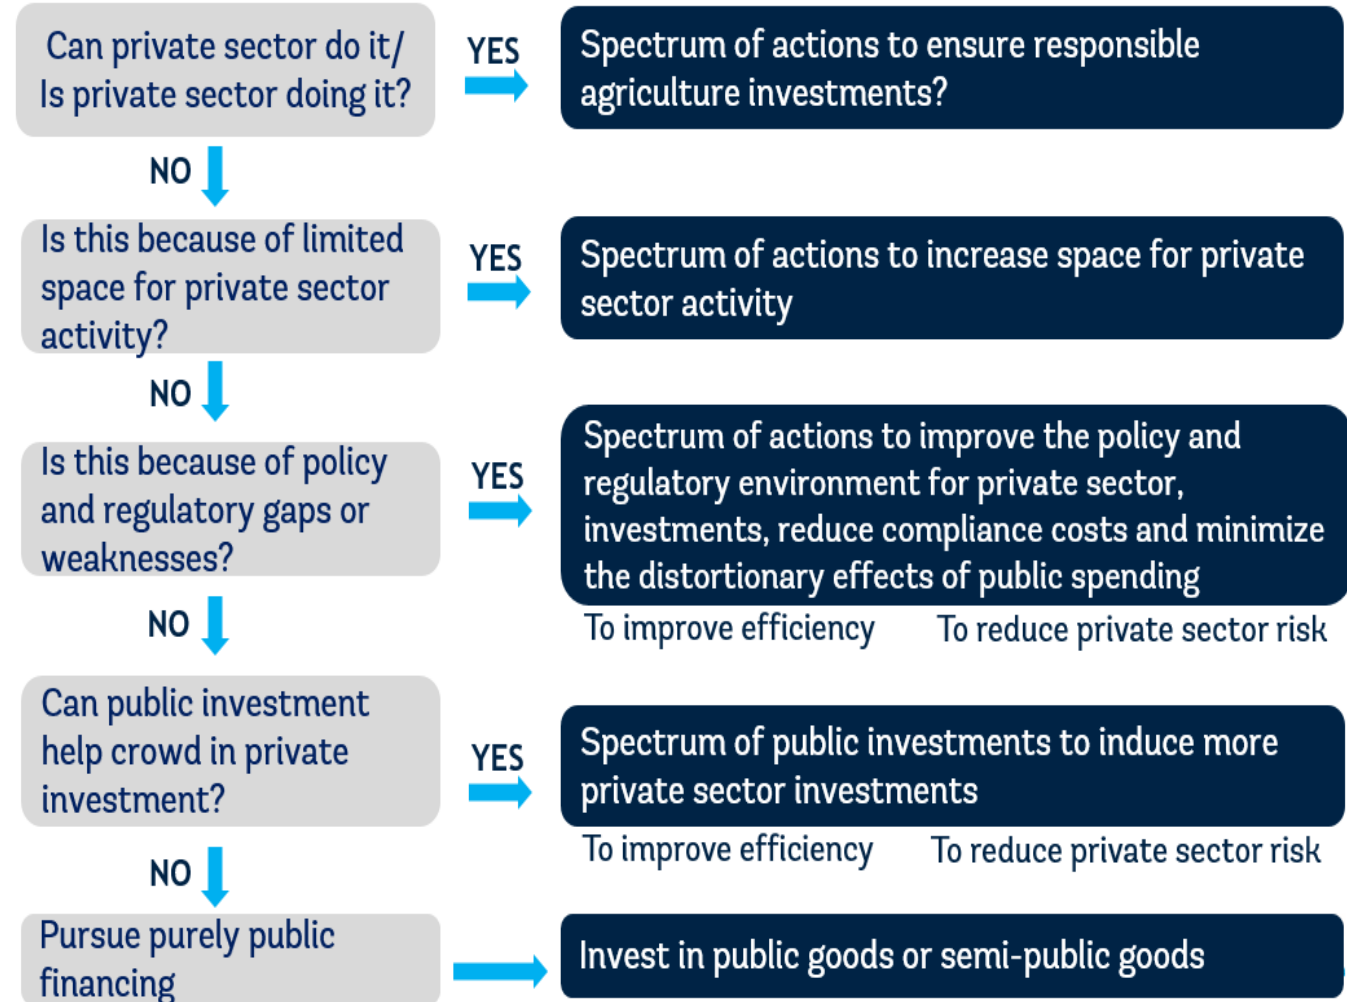 Can private sector do it/
Is private sector doing it?
YES
Spectrum of actions to ensure responsible
agriculture investments?
NO
Is this because of limited
space for private sector
activity?
YES
Spectrum of actions to increase space for private
sector activity
NO
Is this because of policy
and regulatory gaps or
weaknesses?
YES
Spectrum of actions to improve the policy and
regulatory environment for private sector,
investments, reduce compliance costs and minimize
the distortionary effects of public spending
To improve efficiency
To reduce private sector risk
NO
Can public investment
help crowd in private
investment?
YES
Spectrum of public investments to induce more
private sector investments
To improve efficiency
To reduce private sector risk
NO
Pursue purely public
financing
Invest in public goods or semi-public goods